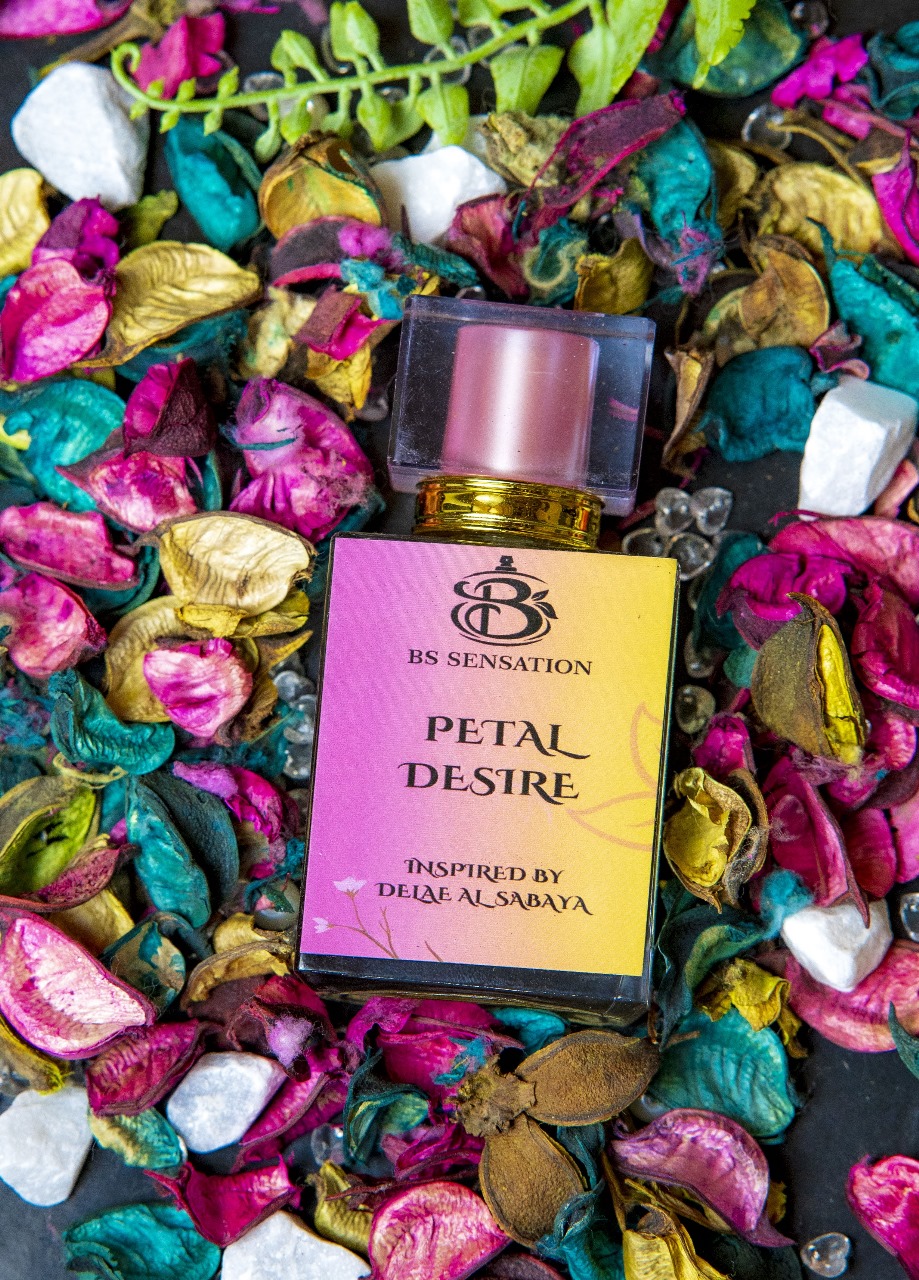 B
BS SENSATION
PETAL
DESIRE
INSPIRED BY
DELAE AL SABAYA